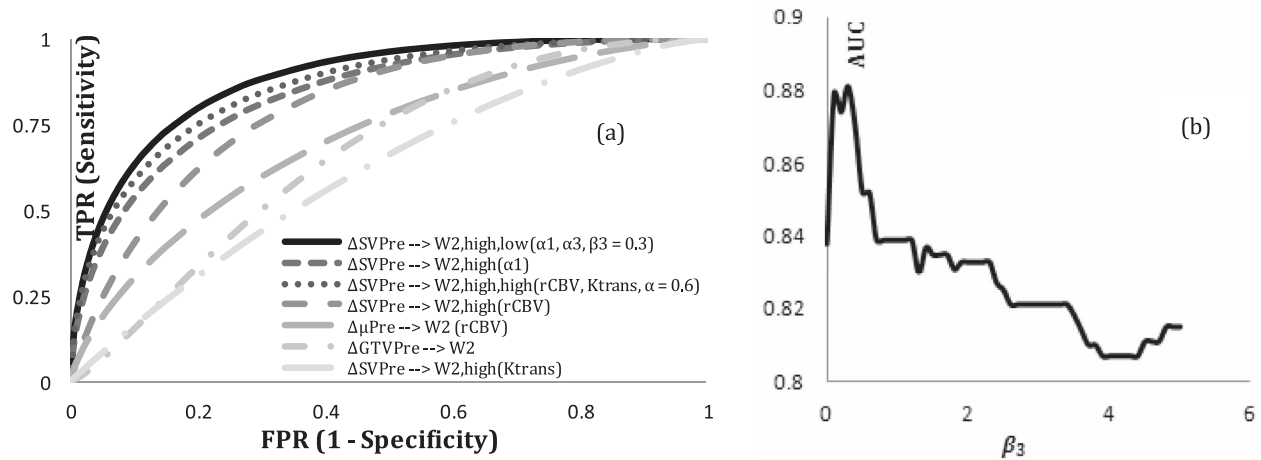 TPR (Sensitivity)
1
0.75
0.5
0.25
0
(a)
ΔSVPre --> W2,high,low(α1, α3, β3 = 0.3)
ΔSVPre --> W2,high(α1)
ΔSVPre --> W2,high,high(rCBV, Ktrans, α = 0.6)
ΔSVPre --> W2,high(rCBV)
ΔμPre --> W2 (rCBV)
ΔGTVPre --> W2
ΔSVPre --> W2,high(Ktrans)
0 0.2 0.4 0.6 0.8 1
FPR (1 - Specificity)
AUC
0.9
0.88
0.86
0.84
0.82
0.8
(b)
0 2 4 6
β3